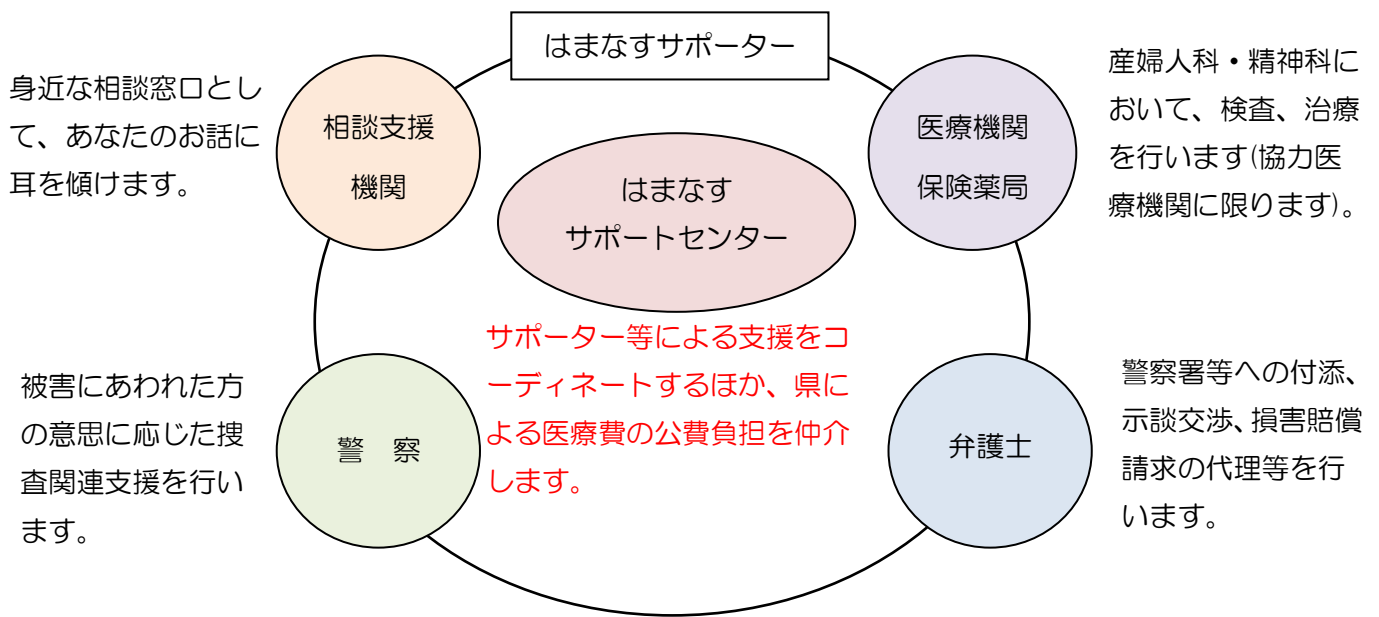 はまなすサポーター
身近な相談窓口とし
て、あなたのお話に
耳を傾けます。
相談支援
機関
医療機関
保険薬局
産婦人科・精神科に
おいて、検査、治療
を行います(協力医
療機関に限ります)。
はまなす
サポートセンター
サポーター等による支援をコ
ーディネートするほか、県に
よる医療費の公費負担を仲介
します。
被害にあわれた方
の意思に応じた捜
査関連支援を行い
ます。
警　察
弁護士
警察署等への付添、
示談交渉、損害賠償
請求の代理等を行
います。